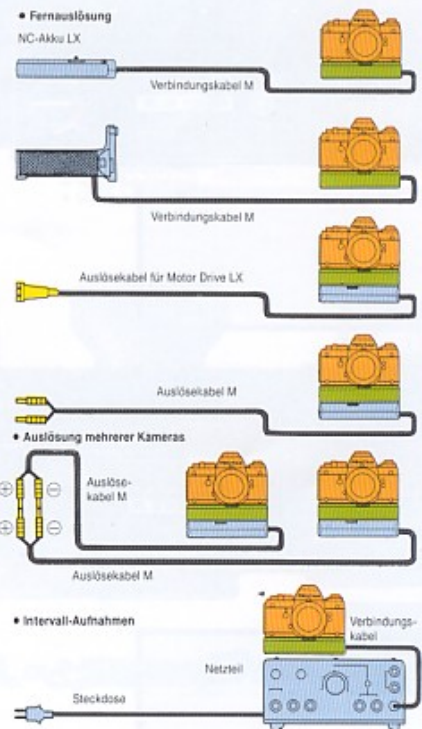 • Fernauslösung
NC-Akku LX
Verbindungskabel M
Verbindungskabel M
Auslösekabel für Motor Drive LX
Auslösekabel M
• Auslösung mehrerer Kameras
Auslöse-
kabel M
Auslösekabel M
• Intervall-Aufnahmen
Verbindungs-
kabel
Netzteil
Steckdose